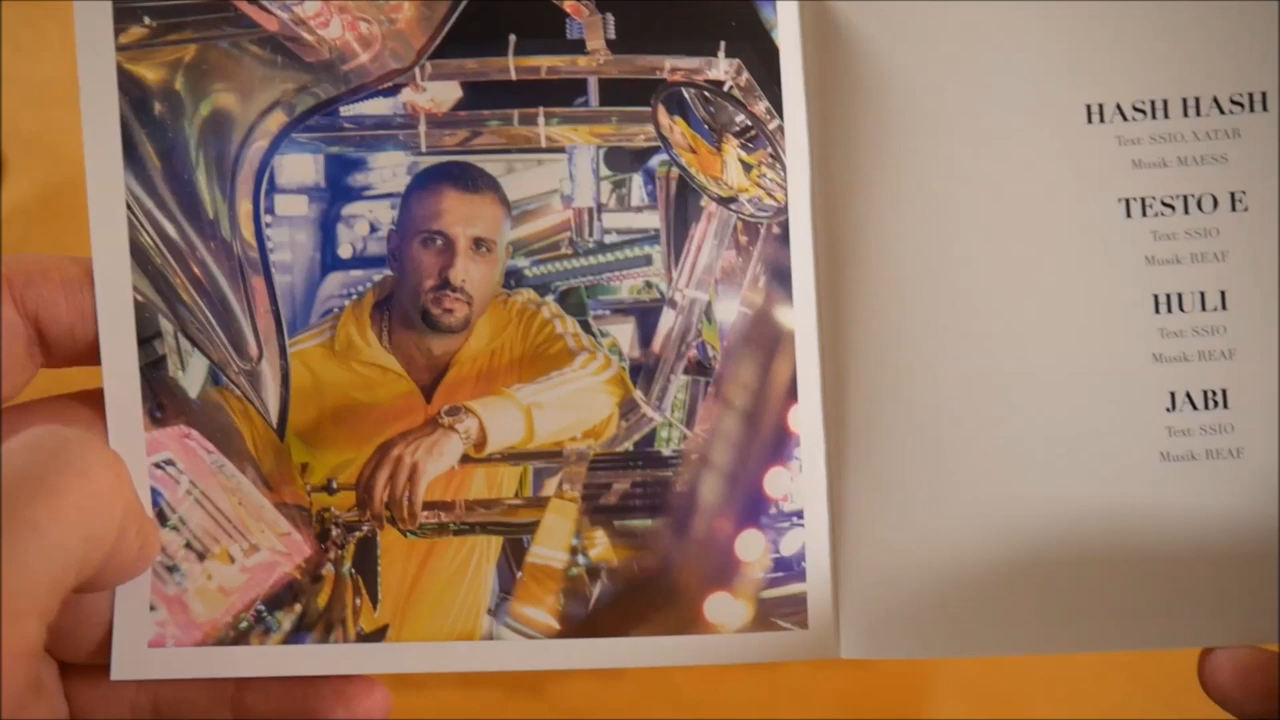 HASH HASH
Text: SSIO, XATAR
Musik: MAESS
TESTO E
Text: SSIO
Musik: REAF
HULI
Text: SSIO
Musik: REAF
JABI
Text: SSIO
Musik: REAF